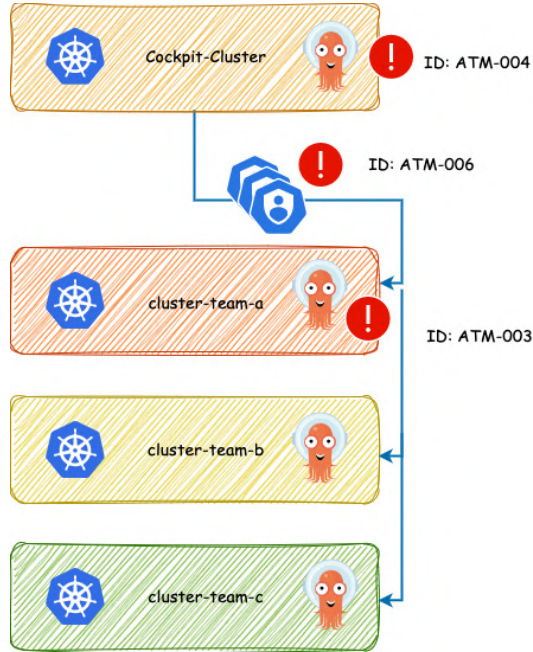 Cockpit-Cluster
ID: ATM-004
ID: ATM-006
cluster-team-a
ID: ATM-003
cluster-team-b
cluster-team-c